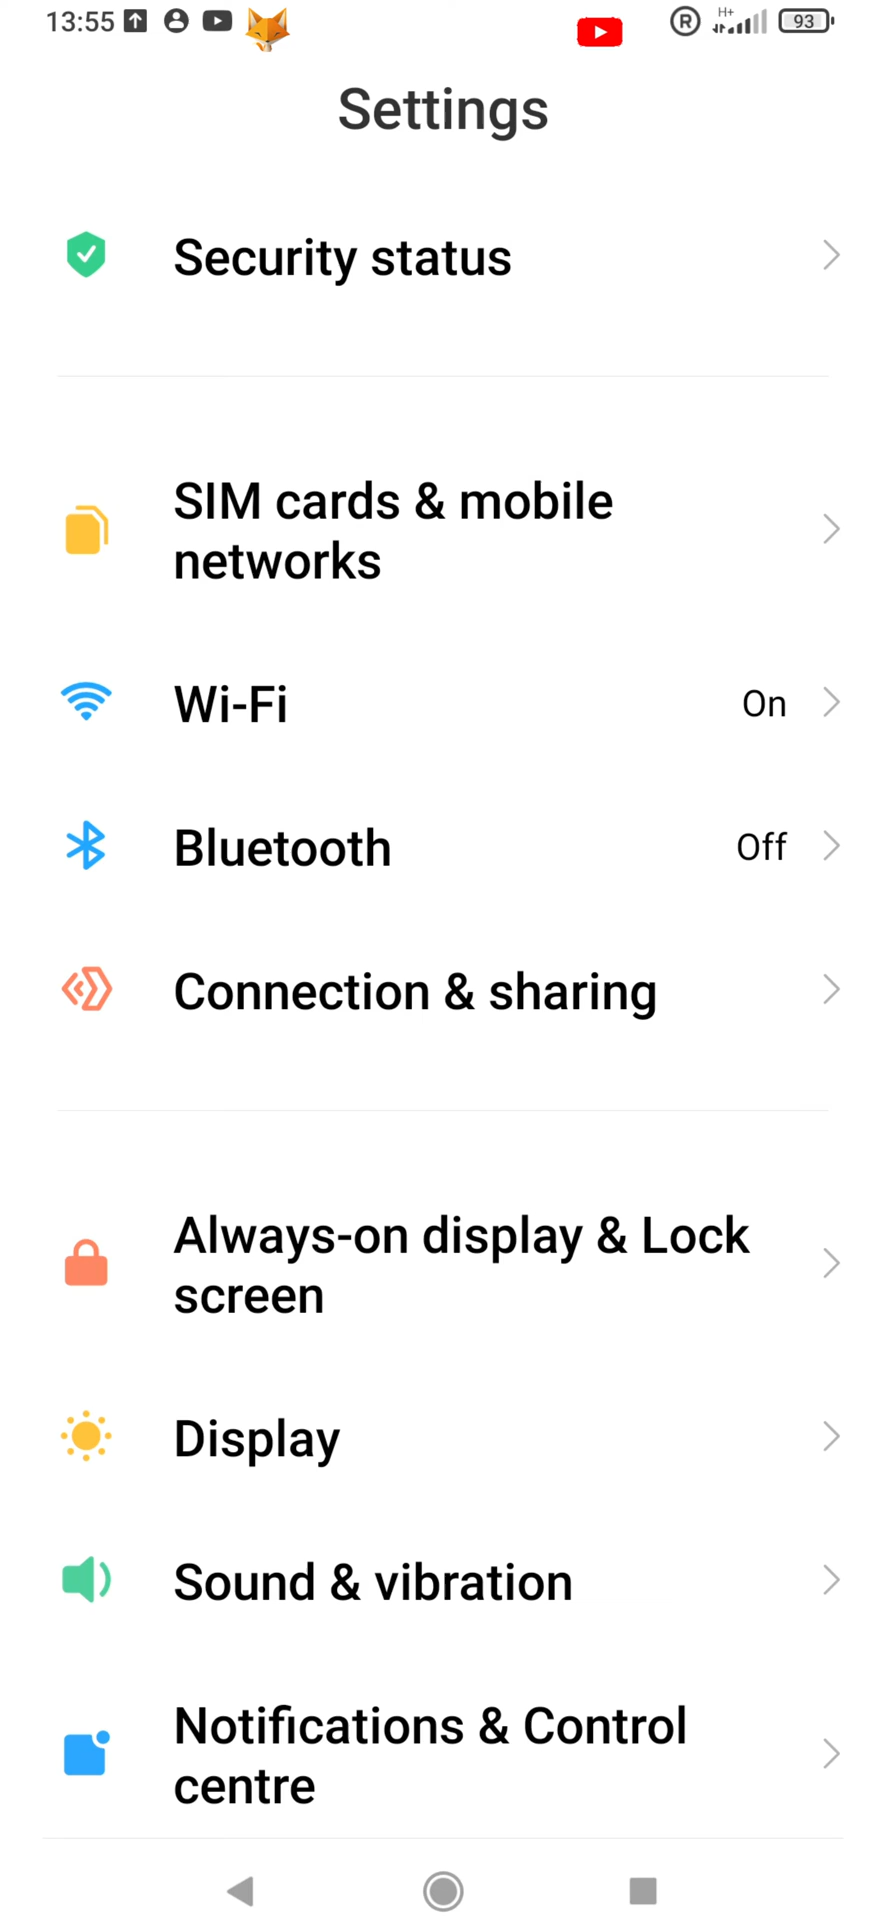 13:55
R H+ 93
Settings
Security status
SIM cards & mobile
networks
Wi-Fi On
Bluetooth Off
Connection & sharing
Always-on display & Lock
screen
Display
Sound & vibration
Notifications & Control
centre